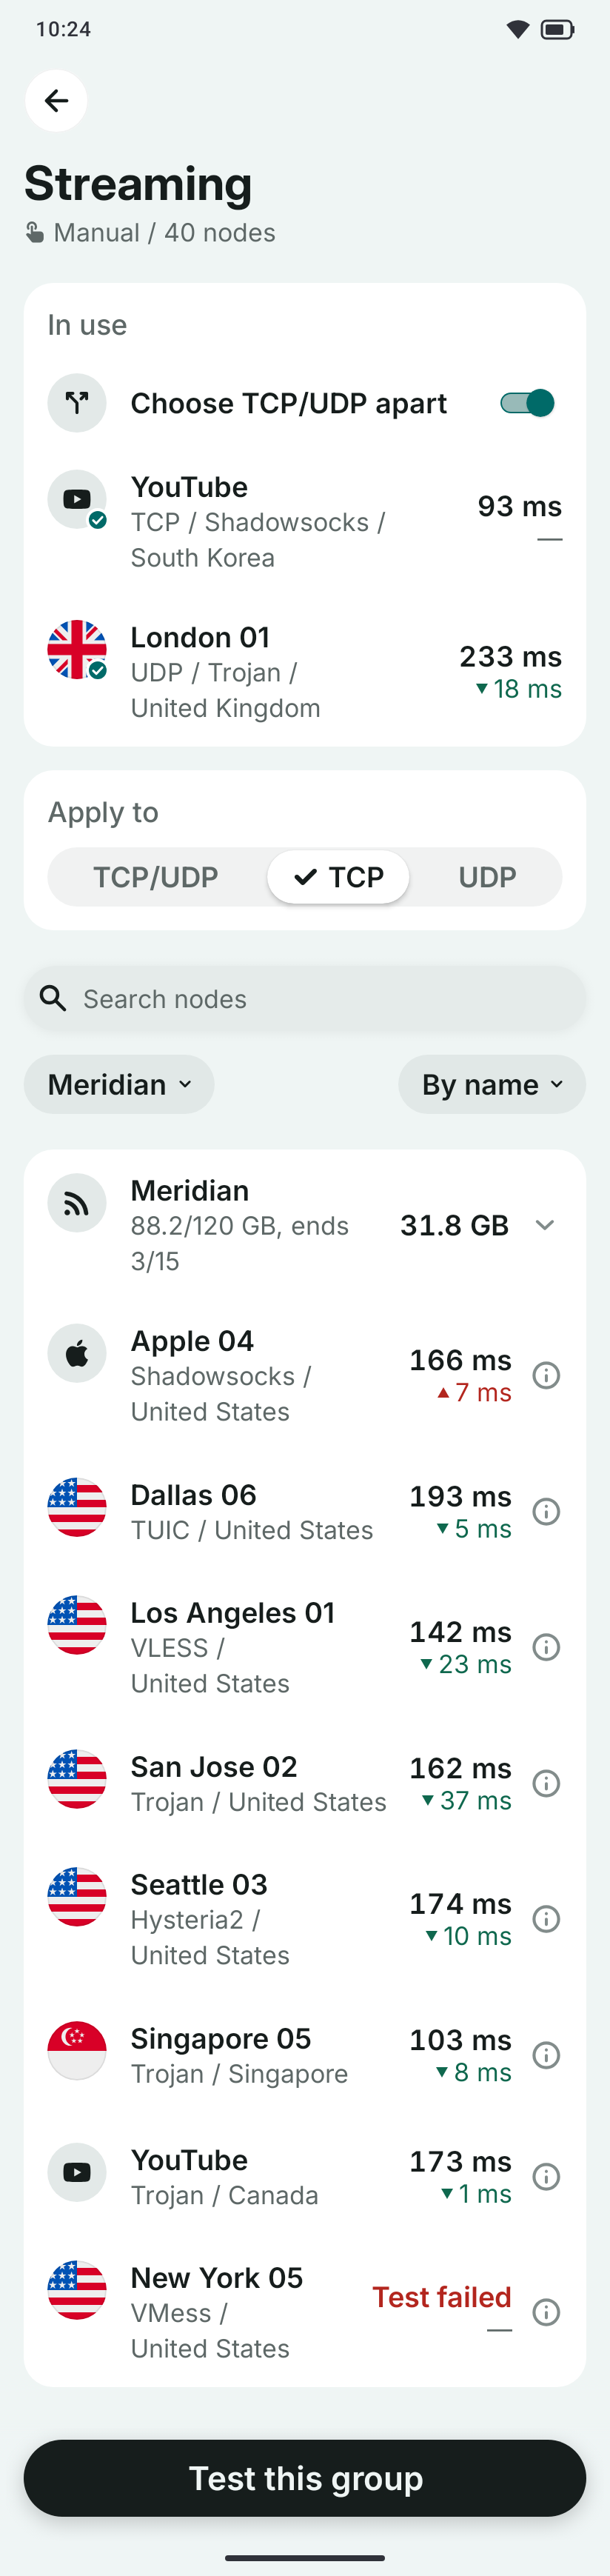 10:24
Streaming
Manual / 40 nodes
In use
Choose TCP/UDP apart
YouTube
TCP / Shadowsocks /
South Korea
93 ms
—
London 01
UDP / Trojan /
United Kingdom
233 ms
▼ 18 ms
Apply to
TCP/UDP
TCP
UDP
Search nodes
Meridian
By name
Meridian
88.2/120 GB, ends
3/15
31.8 GB
Apple 04
Shadowsocks /
United States
166 ms
▲ 7 ms
Dallas 06
TUIC / United States
193 ms
▼ 5 ms
Los Angeles 01
VLESS /
United States
142 ms
▼ 23 ms
San Jose 02
Trojan / United States
162 ms
▼ 37 ms
Seattle 03
Hysteria2 /
United States
174 ms
▼ 10 ms
Singapore 05
Trojan / Singapore
103 ms
▼ 8 ms
YouTube
Trojan / Canada
173 ms
▼ 1 ms
New York 05
VMess /
United States
Test failed
—
Test this group